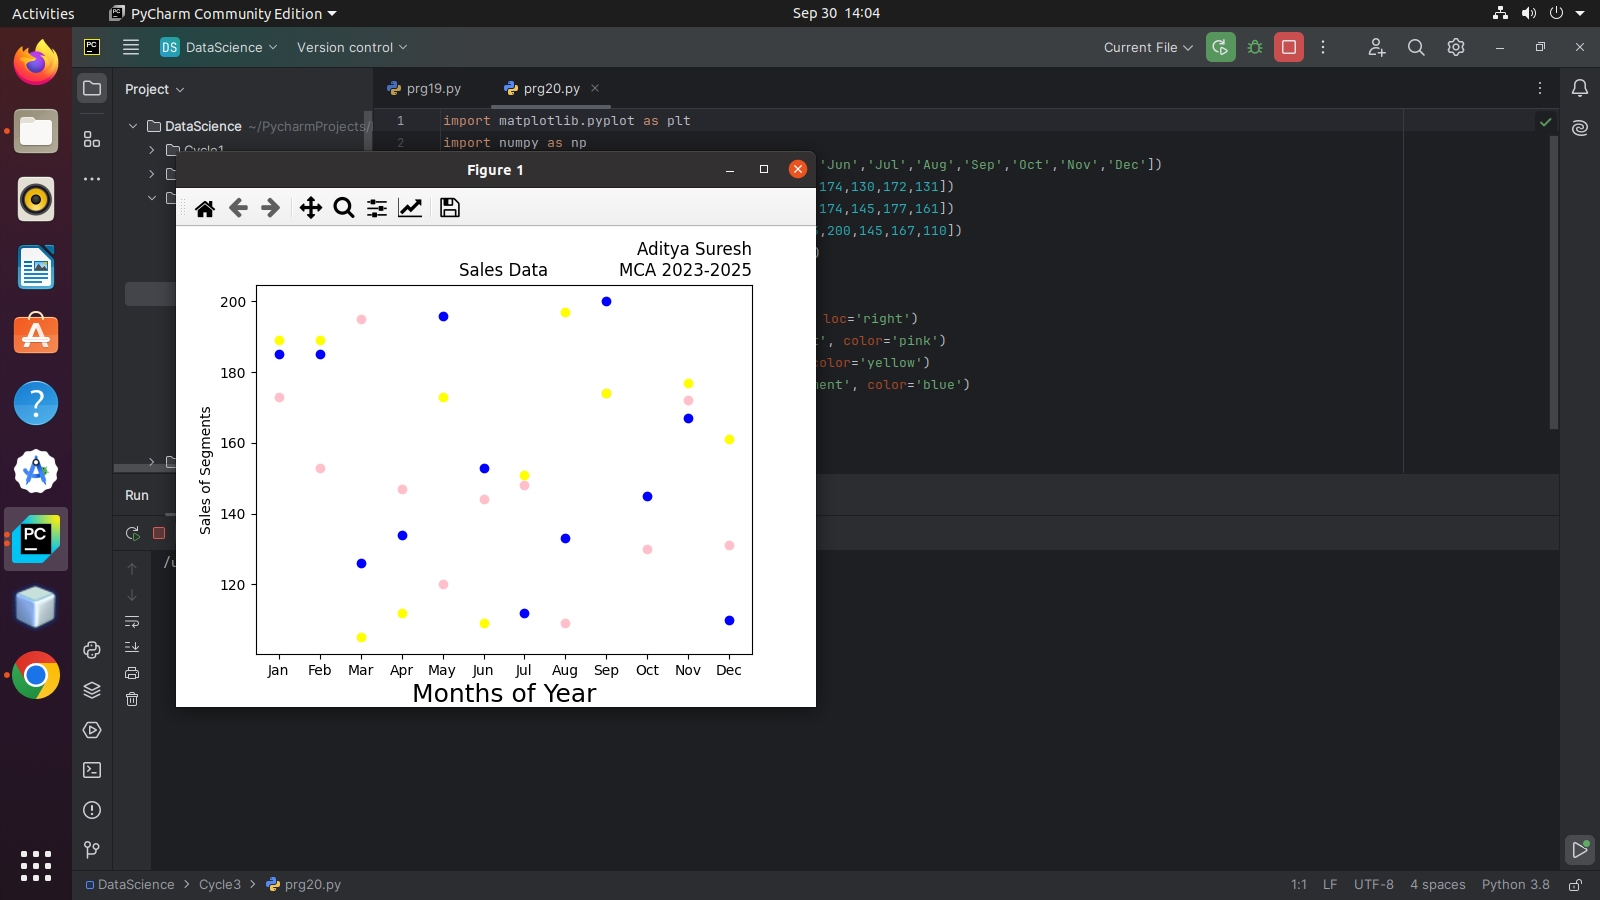 Activities PyCharm Community Edition Sep 30 14:04
PC DS DataScience Version control Current File
Project prg19.py prg20.py
DataScience ~/PycharmProjects/
Cycle1
1 import matplotlib.pyplot as plt
2 import numpy as np
'Jun','Jul','Aug','Sep','Oct','Nov','Dec'])
174,130,172,131])
174,145,177,161])
,200,145,167,110])
)
loc='right')
', color='pink')
color='yellow')
ment', color='blue')
Figure 1
Aditya Suresh
Sales Data MCA 2023-2025
200
180
160
140
120
Sales of Segments
Jan Feb Mar Apr May Jun Jul Aug Sep Oct Nov Dec
Months of Year
Run
PC
DataScience Cycle3 prg20.py 1:1 LF UTF-8 4 spaces Python 3.8